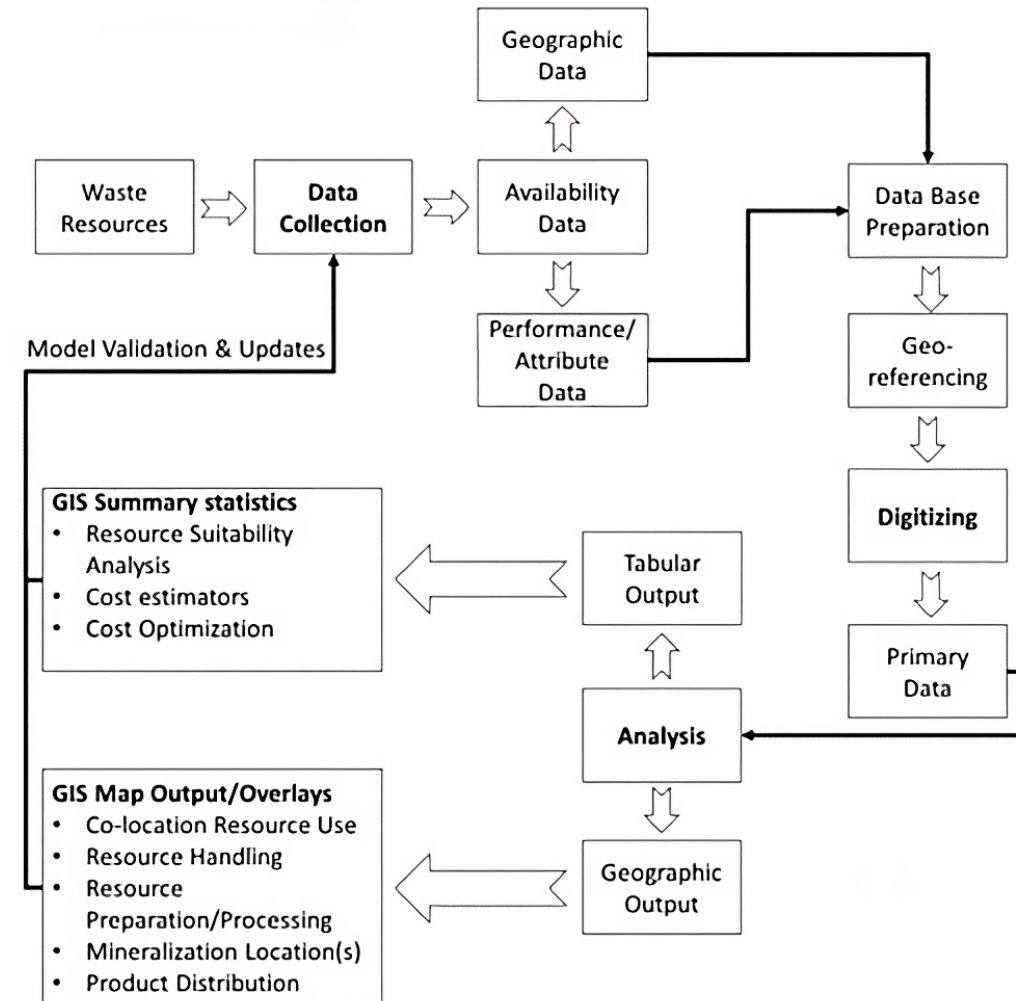 Geographic
Data
Waste
Resources
Data
Collection
Availability
Data
Data Base
Preparation
Performance/
Attribute
Data
Model Validation & Updates
Geo-
referencing
GIS Summary statistics
• Resource Suitability
Analysis
• Cost estimators
• Cost Optimization
Tabular
Output
Digitizing
Primary
Data
Analysis
GIS Map Output/Overlays
• Co-location Resource Use
• Resource Handling
• Resource
Preparation/Processing
• Mineralization Location(s)
• Product Distribution
Geographic
Output